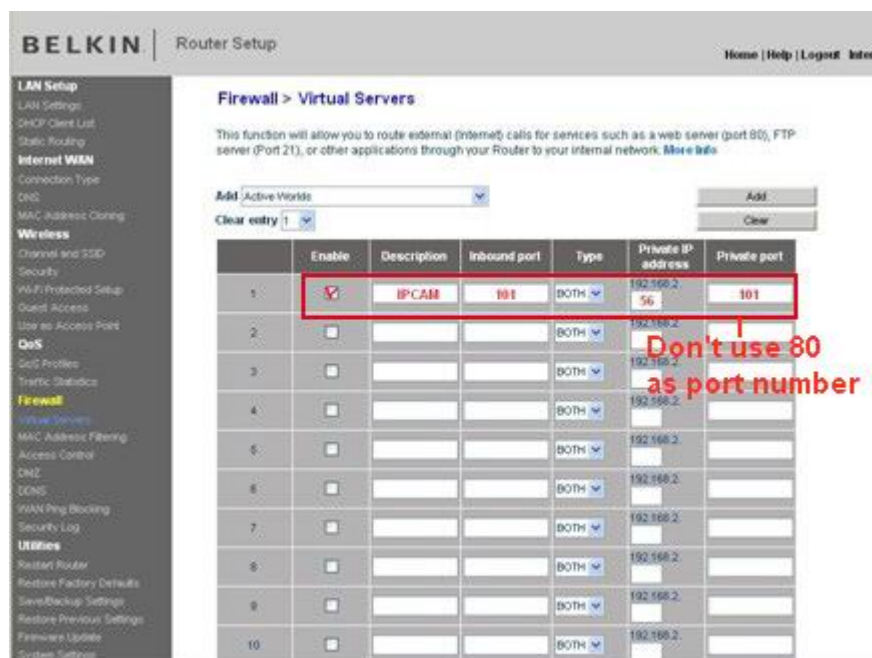 BELKIN Router Setup
Home | Help | Logout Inter
LAN Setup
LAN Settings
DHCP Client List
Static Routing
Internet WAN
Connection Type
DNS
MAC Address Cloning
Wireless
Channel and SSID
Security
Wi-Fi Protected Setup
Guest Access
Use as Access Point
QoS
QoS Profiles
Traffic Statistics
Firewall
Virtual Servers
MAC Address Filtering
Access Control
DMZ
DDNS
WAN Ping Blocking
Security Log
Utilities
Restart Router
Restore Factory Defaults
Save/Backup Settings
Restore Previous Settings
Firmware Update
System Settings
Firewall > Virtual Servers
This function will allow you to route external (Internet) calls for services such as a web server (port 80), FTP
server (Port 21), or other applications through your Router to your internal network. More Info
Add Active Worlds Add
Clear entry 1 Clear
Enable Description Inbound port Type Private IP address Private port
1 IPCAM 101 BOTH 192.168.2. 56 101
2 BOTH 192.168.2.
Don't use 80
as port number
3 BOTH 192.168.2.
4 BOTH 192.168.2.
5 BOTH 192.168.2.
6 BOTH 192.168.2.
7 BOTH 192.168.2.
8 BOTH 192.168.2.
9 BOTH 192.168.2.
10 BOTH 192.168.2.